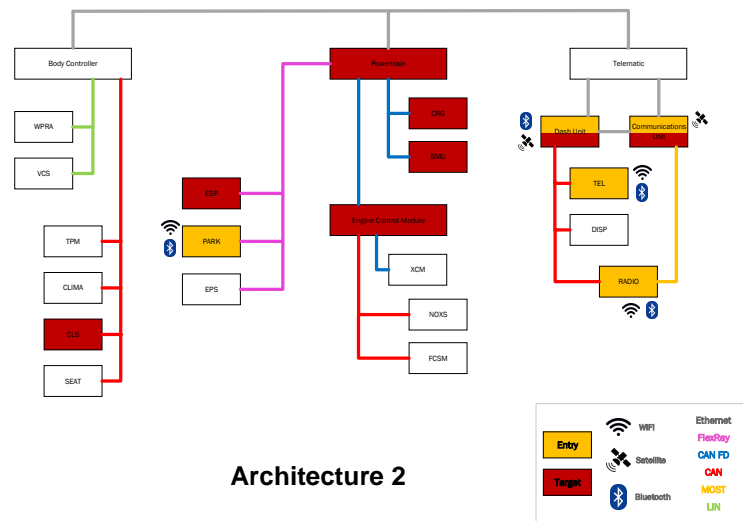 Body Controller
Powertrain
Telematic
WPRA
VCS
CRG
BMU
Dash Unit
Communications
Unit
ESP
TEL
PARK
Engine Control Module
DISP
TPM
EPS
XCM
CLIMA
RADIO
NOXS
CLS
FCSM
SEAT
Entry
Target
WIFI
Satellite
Bluetooth
Ethernet
FlexRay
CAN FD
CAN
MOST
LIN
Architecture 2